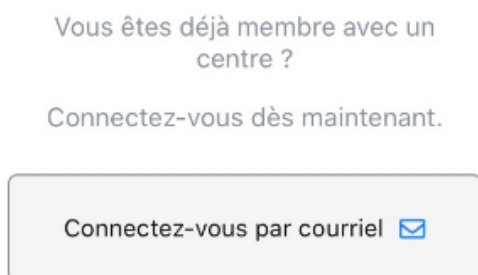 Vous êtes déjà membre avec un
centre ?
Connectez-vous dès maintenant.
Connectez-vous par courriel